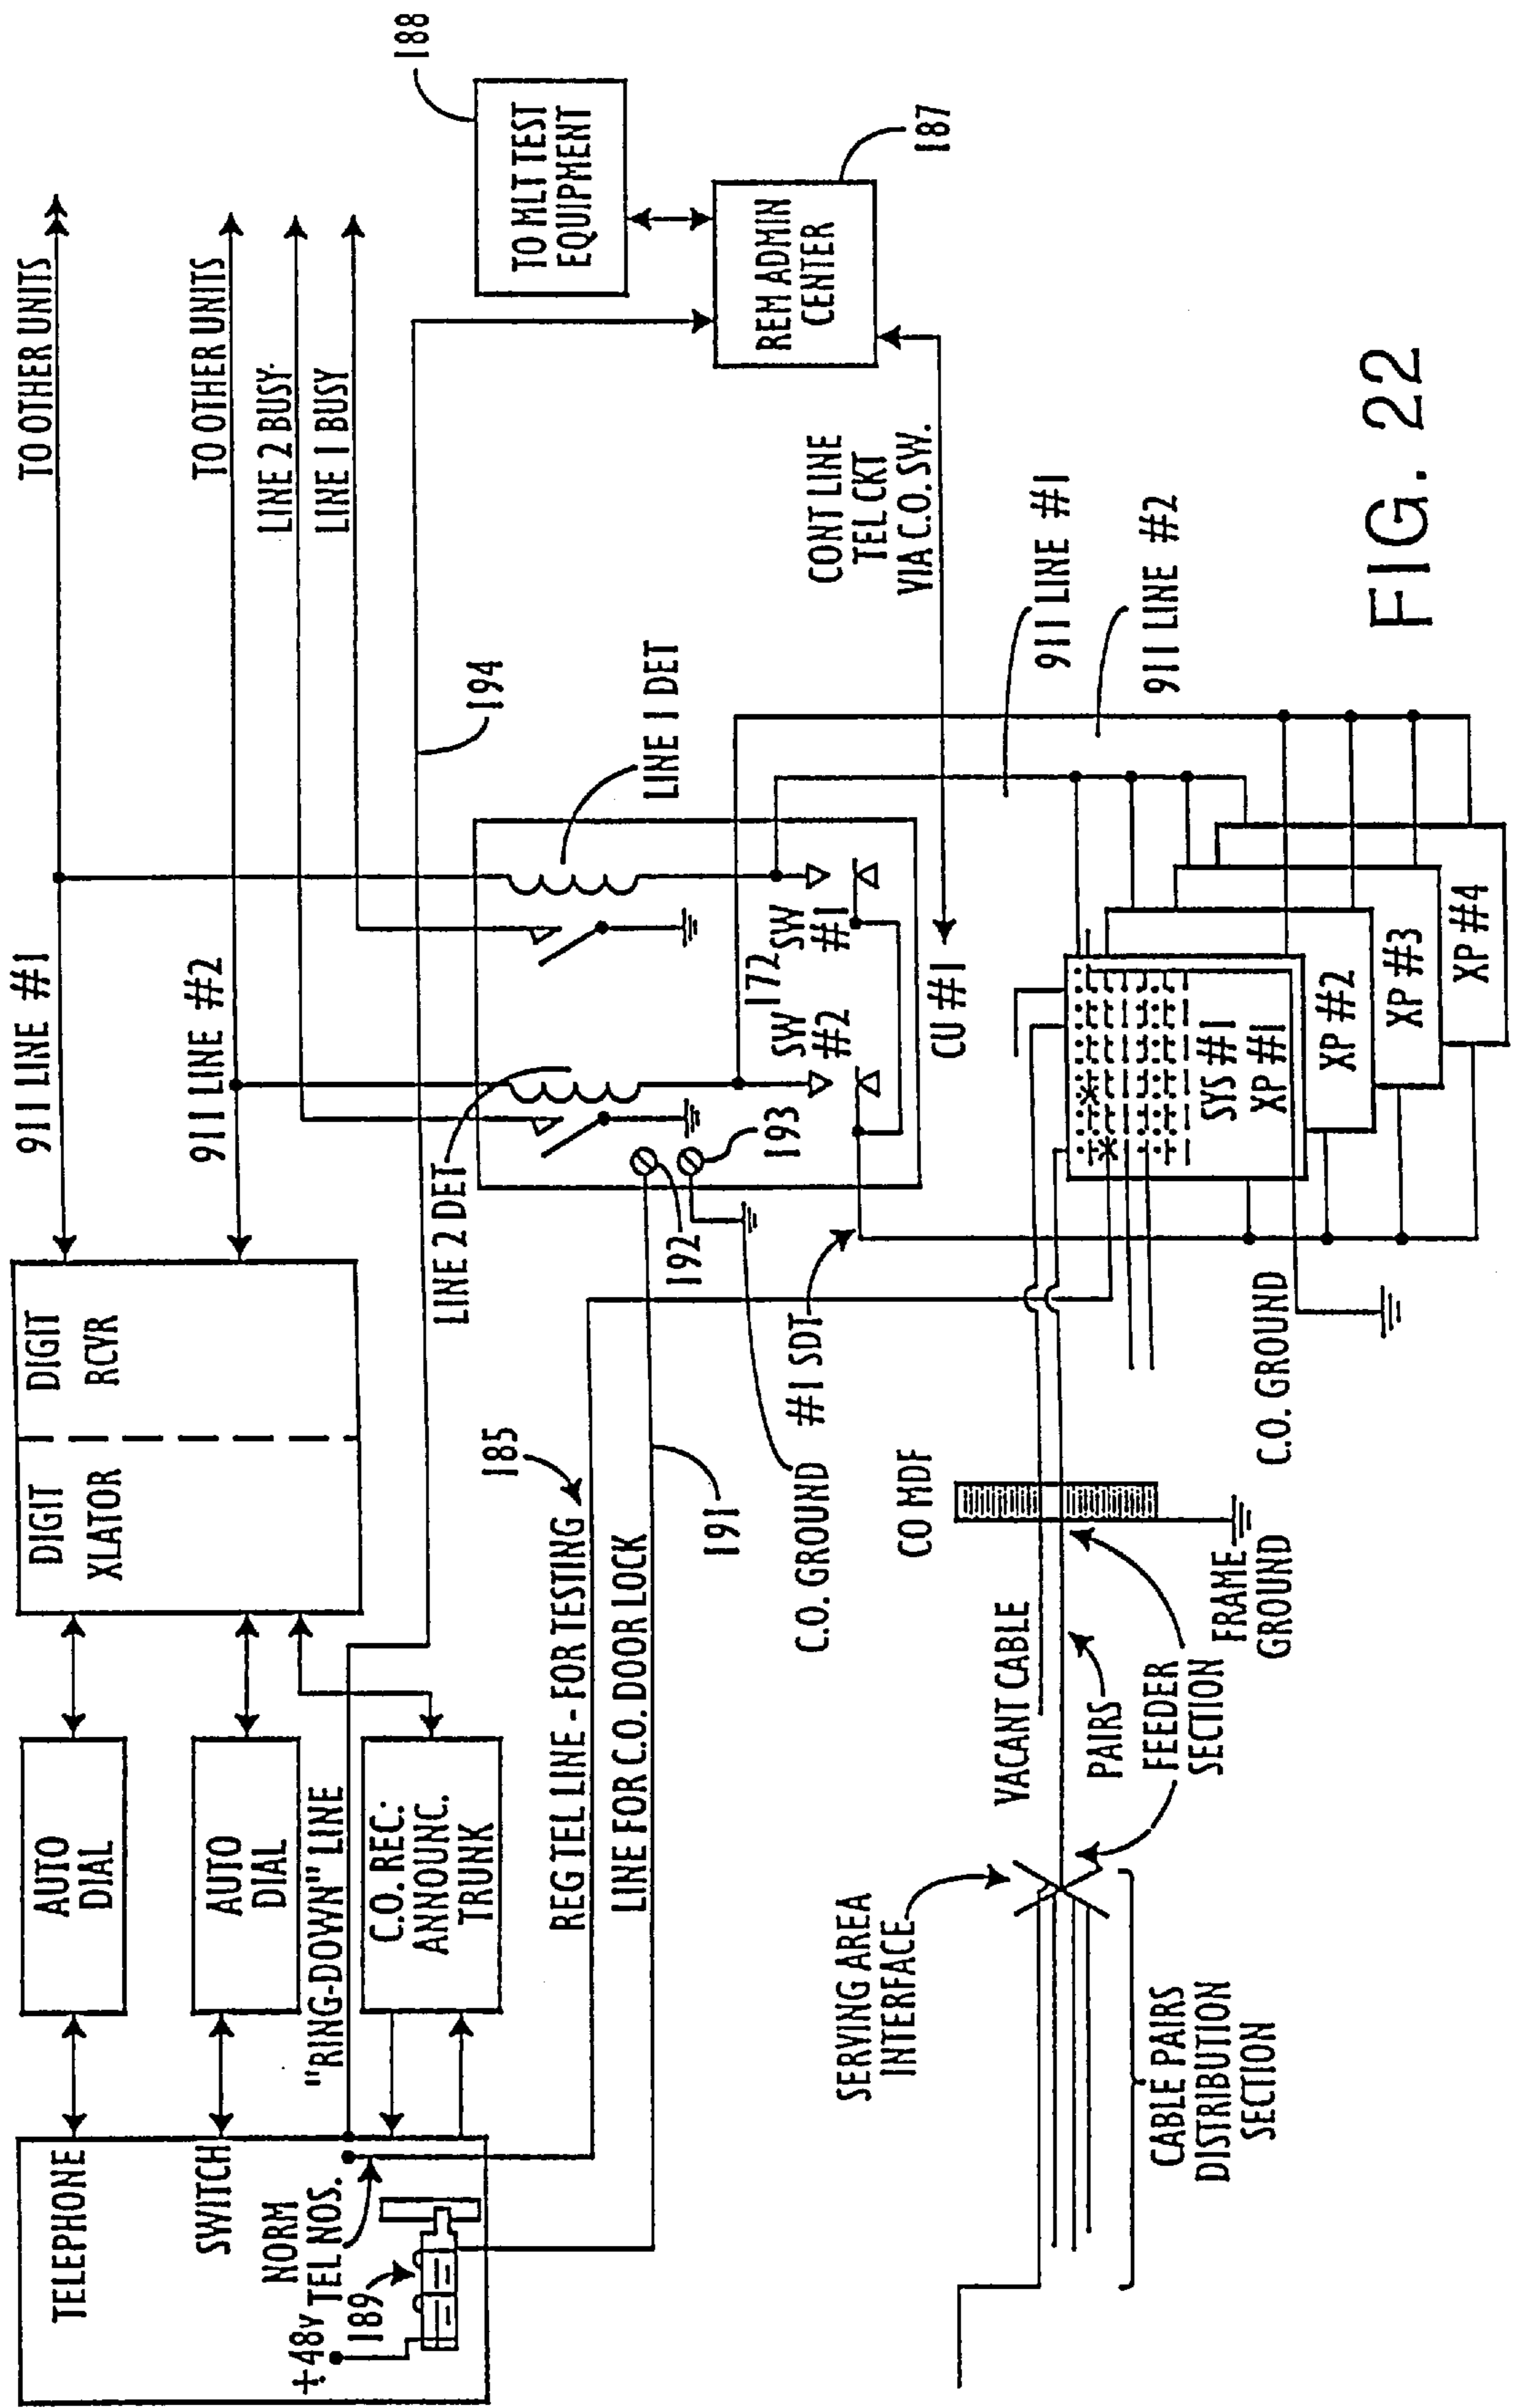 TELEPHONE
SWITCH
NORM
TEL NOS.
+48V
189
AUTO
DIAL
AUTO
DIAL
"RING-DOWN" LINE
C.O. REC.
ANNOUNC.
TRUNK
DIGIT
XLATOR
DIGIT
RCVR
911 LINE #1
911 LINE #2
TO OTHER UNITS
TO OTHER UNITS
LINE 2 BUSY
LINE 1 BUSY
188
TO MLT TEST
EQUIPMENT
REM ADMIN
CENTER
187
194
LINE 1 DET
LINE 2 DET
REG TEL LINE - FOR TESTING
185
LINE FOR C.O. DOOR LOCK
191
192
193
172
SW
#2
SW
#1
C.O. GROUND
#1 SDT
CU #1
CONT LINE
TEL CKT
VIA C.O. SW.
911 LINE #1
911 LINE #2
SERVING AREA
INTERFACE
CABLE PAIRS
DISTRIBUTION
SECTION
VACANT CABLE
PAIRS
FEEDER
SECTION
CO MDF
FRAME
GROUND
C.O. GROUND
SYS #1
XP #1
XP #2
XP #3
XP #4
FIG. 22